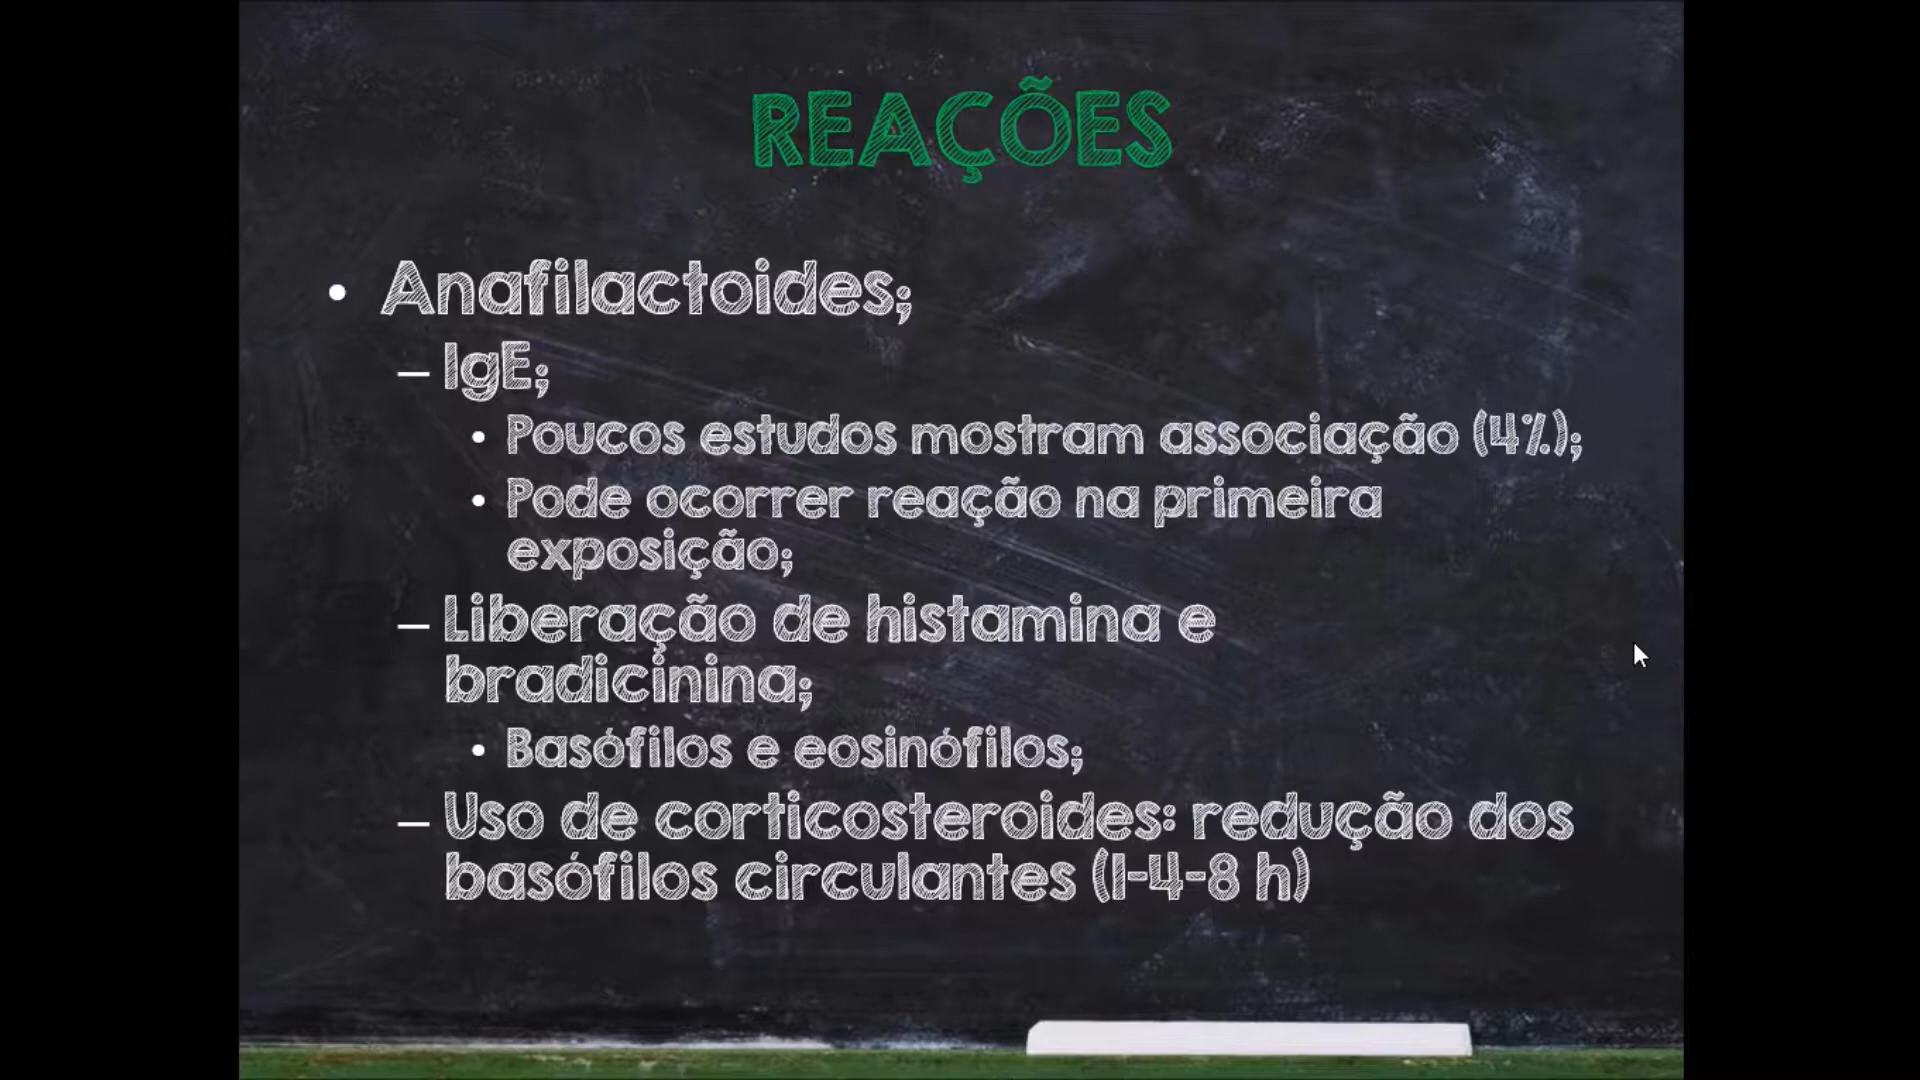 REAÇÕES
• Anafilactoides;
– IgE;
• Poucos estudos mostram associação (4%);
• Pode ocorrer reação na primeira
exposição;
– Liberação de histamina e
bradicinina;
• Basófilos e eosinófilos;
– Uso de corticosteroides: redução dos
basófilos circulantes (1-4-8 h)